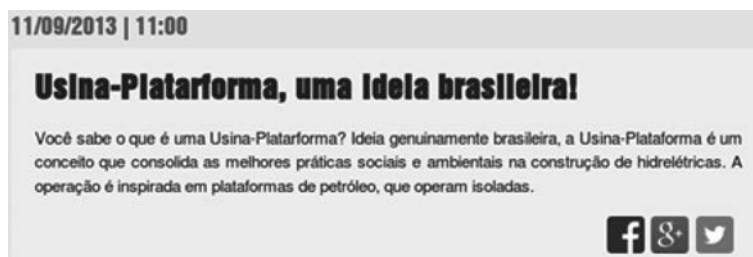 11/09/2013 | 11:00
Usina-Platarforma, uma ideia brasileira!
Você sabe o que é uma Usina-Platarforma? Ideia genuinamente brasileira, a Usina-Plataforma é um
conceito que consolida as melhores práticas sociais e ambientais na construção de hidrelétricas. A
operação é inspirada em plataformas de petróleo, que operam isoladas.